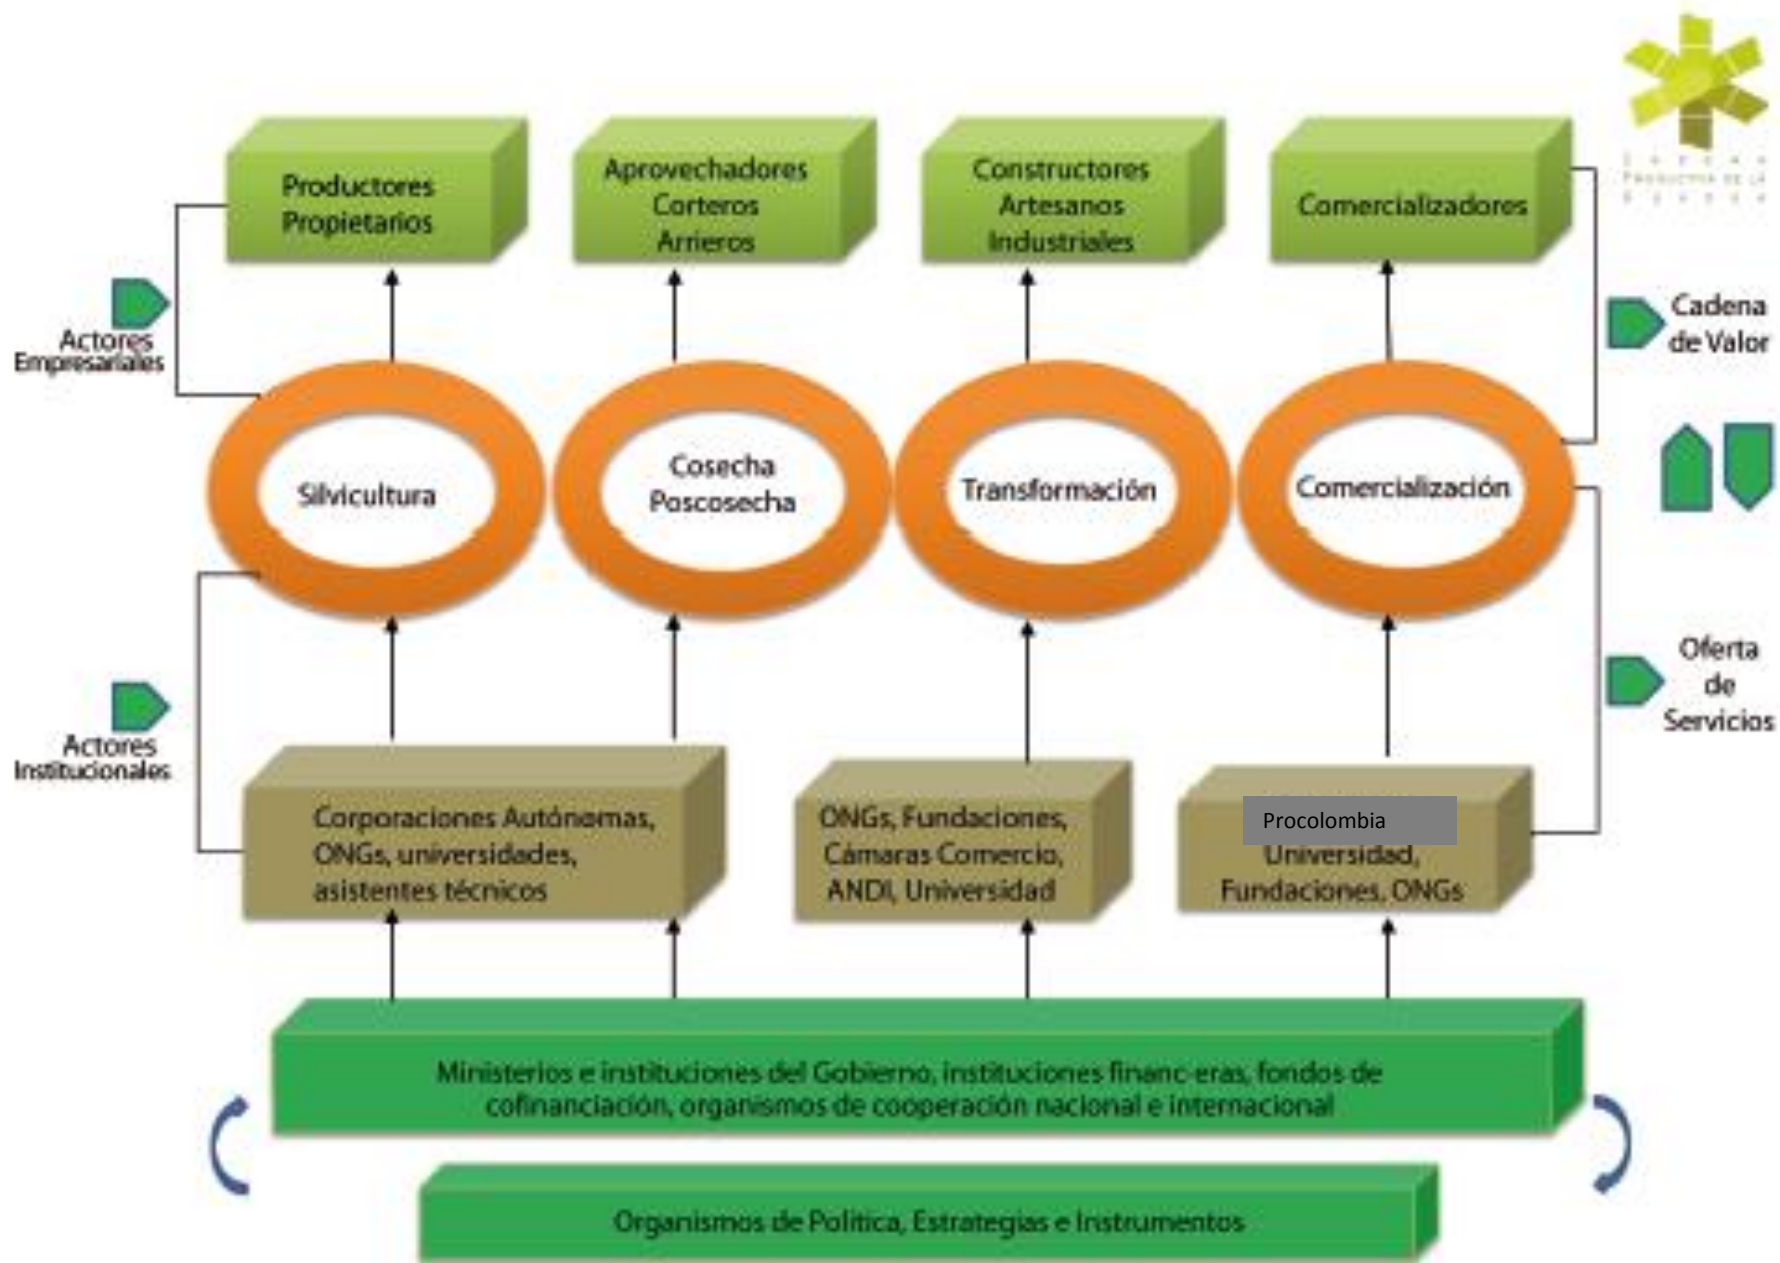 Productores
Propietarios
Aprovechadores
Corteros
Arrieros
Constructores
Artesanos
Industriales
Comercializadores
Actores
Empresariales
Cadena
de Valor
Silvicultura
Cosecha
Poscosecha
Transformación
Comercialización
Actores
Institucionales
Oferta
de
Servicios
Corporaciones Autónomas,
ONGs, universidades,
asistentes técnicos
ONGs, Fundaciones,
Cámaras Comercio,
ANDI, Universidad
Procolombia
Universidad,
Fundaciones, ONGs
Ministerios e instituciones del Gobierno, instituciones financ-eras, fondos de
cofinanciación, organismos de cooperación nacional e internacional
Organismos de Política, Estrategias e Instrumentos